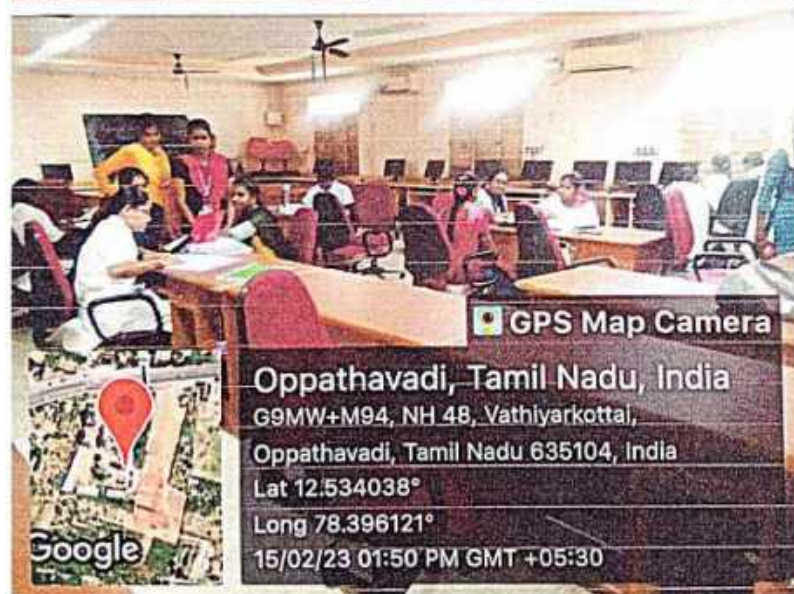 GPS Map Camera
Oppathavadi, Tamil Nadu, India
G9MW+M94, NH 48, Vathiyarkottai,
Oppathavadi, Tamil Nadu 635104, India
Lat 12.534038°
Long 78.396121°
15/02/23 01:50 PM GMT +05:30
Google